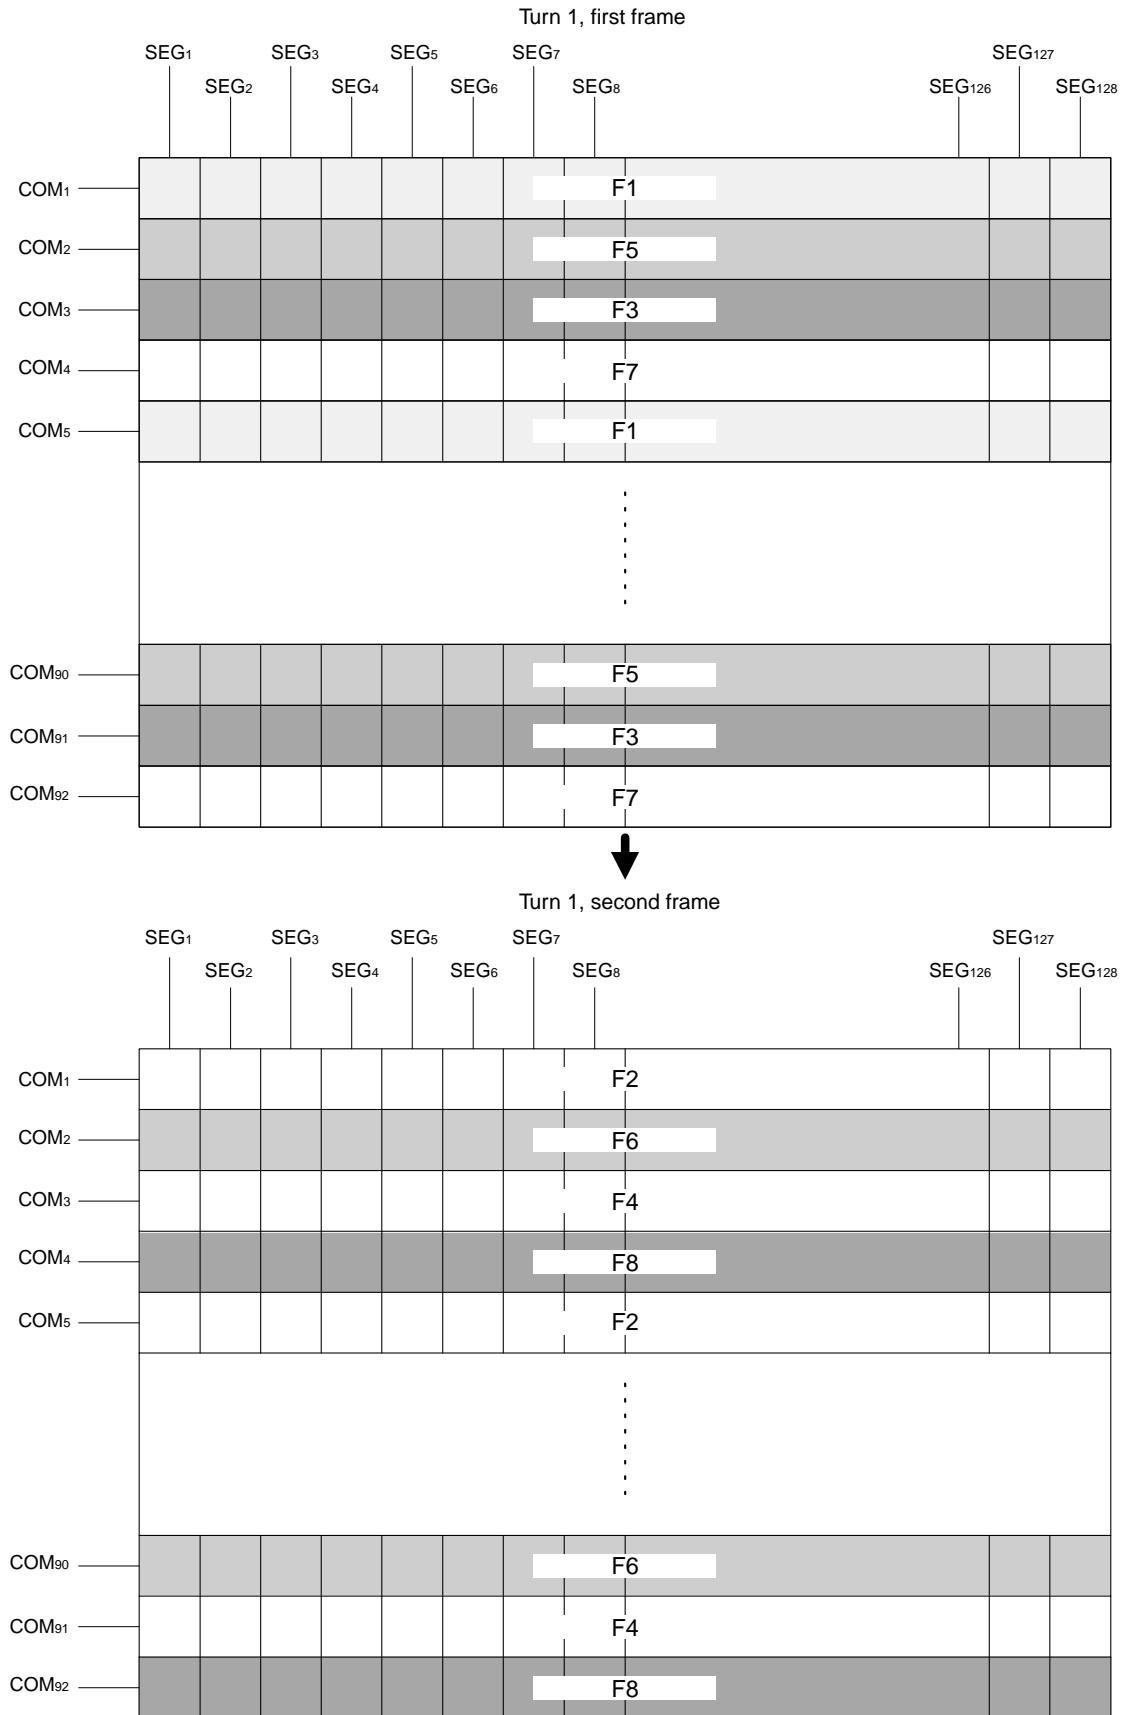 Turn 1, first frame
SEG1 SEG3 SEG5 SEG7 SEG127
SEG2 SEG4 SEG6 SEG8 SEG126 SEG128
COM1 F1
COM2 F5
COM3 F3
COM4 F7
COM5 F1
COM90 F5
COM91 F3
COM92 F7
Turn 1, second frame
SEG1 SEG3 SEG5 SEG7 SEG127
SEG2 SEG4 SEG6 SEG8 SEG126 SEG128
COM1 F2
COM2 F6
COM3 F4
COM4 F8
COM5 F2
COM90 F6
COM91 F4
COM92 F8